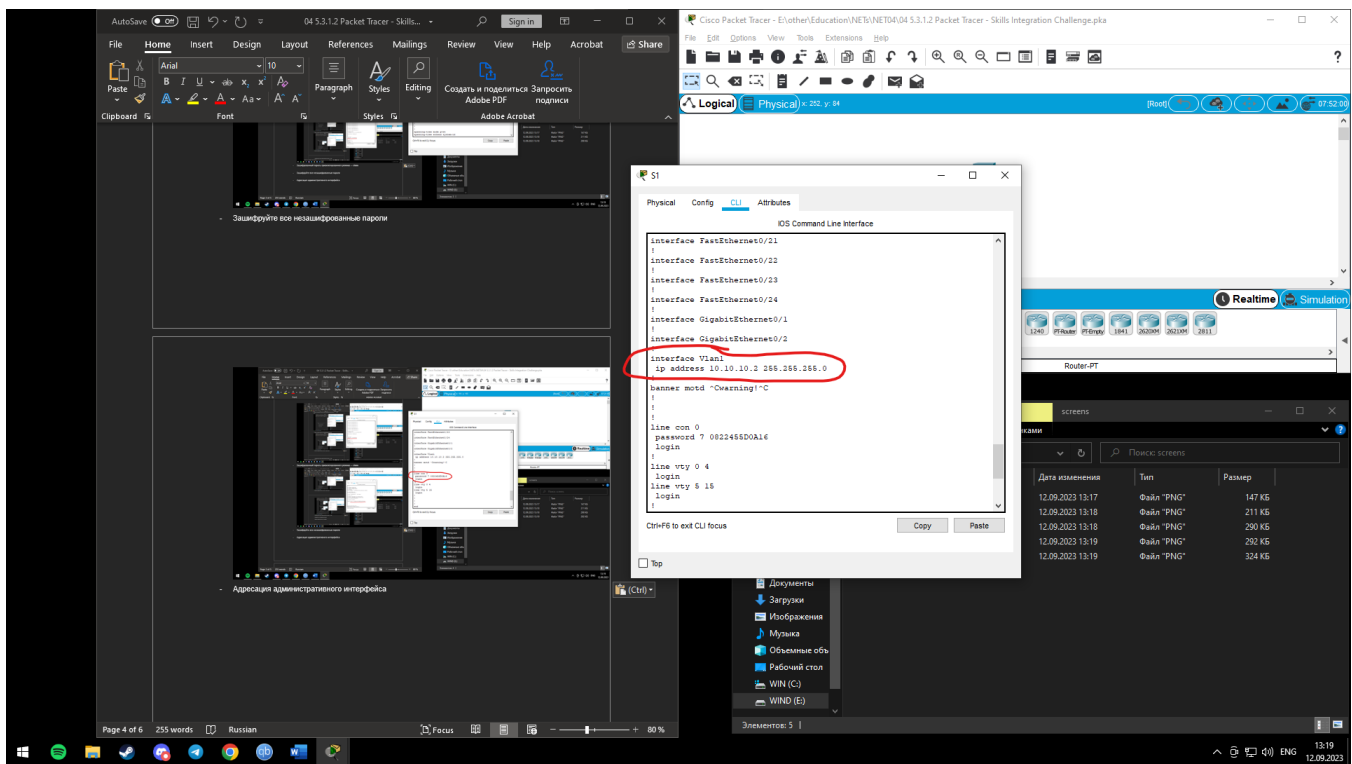 AutoSave Off 04 5.3.1.2 Packet Tracer - Skills... Sign in
File Home Insert Design Layout References Mailings Review View Help Acrobat Share
Paste
Arial 10
Paragraph Styles Editing
Создать и поделиться Adobe PDF
Запросить подписи
Clipboard Font Styles Adobe Acrobat
- Зашифруйте все незашифрованные пароли
- Адресация административного интерфейса
(Ctrl)
Page 4 of 6 255 words Russian Focus 80%
Cisco Packet Tracer - E:\other\Education\NETs\NET04\04 5.3.1.2 Packet Tracer - Skills Integration Challenge.pka
File Edit Options View Tools Extensions Help
?
Logical Physical x: 252, y: 84 [Root] 07:52:00
Realtime Simulation
1240 PT-Router PT-Empty 1841 2620XM 2621XM 2811
Router-PT
S1
Physical Config CLI Attributes
IOS Command Line Interface
interface FastEthernet0/21
!
interface FastEthernet0/22
!
interface FastEthernet0/23
!
interface FastEthernet0/24
!
interface GigabitEthernet0/1
!
interface GigabitEthernet0/2
!
interface Vlan1
ip address 10.10.10.2 255.255.255.0
!
banner motd ^Cwarning!^C
!
!
!
line con 0
password 7 0822455D0A16
login
!
line vty 0 4
login
line vty 5 15
login
!
Ctrl+F6 to exit CLI focus Copy Paste
Top
screens
Поиск: screens
Дата изменения Тип Размер
12.09.2023 13:17 Файл "PNG" 147 КБ
12.09.2023 13:18 Файл "PNG" 211 КБ
12.09.2023 13:18 Файл "PNG" 290 КБ
12.09.2023 13:19 Файл "PNG" 292 КБ
12.09.2023 13:19 Файл "PNG" 324 КБ
Документы
Загрузки
Изображения
Музыка
Объемные объ
Рабочий стол
WIN (C:)
WIND (E:)
Элементов: 5
ENG 13:19
12.09.2023